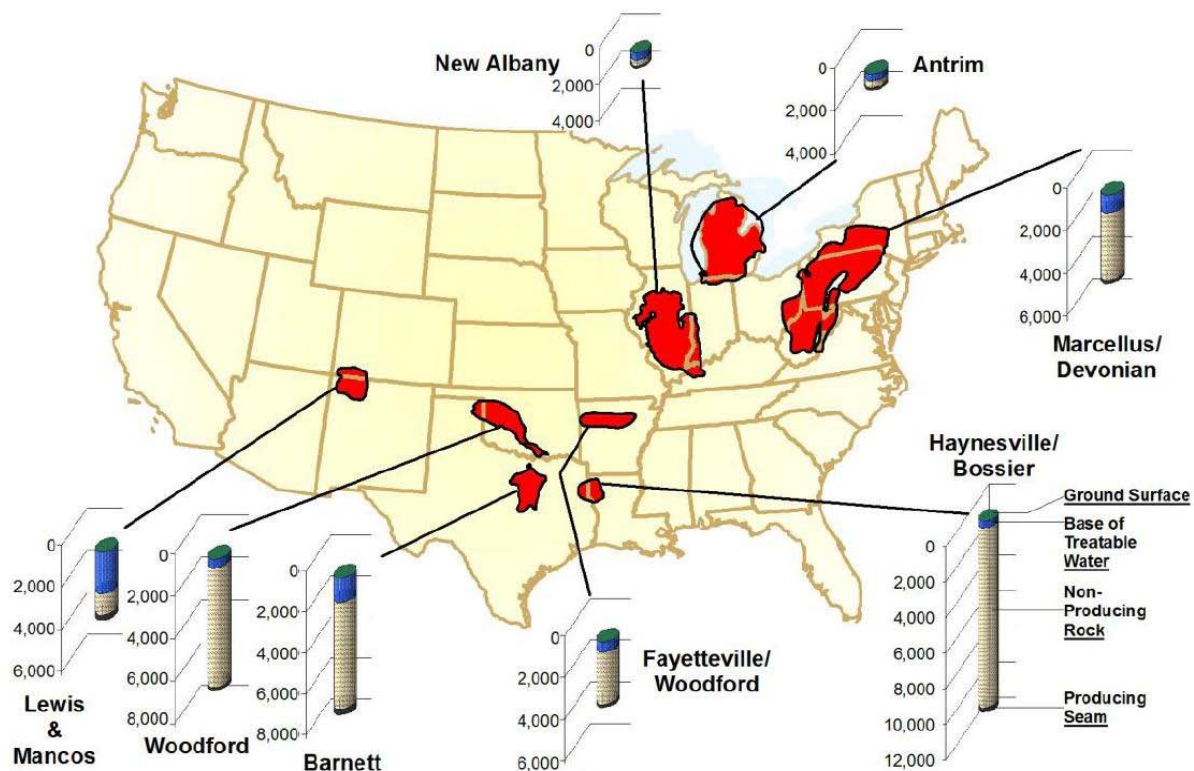 New Albany
0
2,000
4,000
Antrim
0
2,000
4,000
0
2,000
4,000
6,000
Marcellus/
Devonian
Haynesville/
Bossier
Ground Surface
Base of
Treatable
Water
Non-
Producing
Rock
Producing
Seam
0
2,000
4,000
6,000
8,000
10,000
12,000
0
2,000
4,000
6,000
Lewis
&
Mancos
0
2,000
4,000
6,000
8,000
Woodford
0
2,000
4,000
6,000
8,000
Barnett
0
2,000
4,000
6,000
Fayetteville/
Woodford